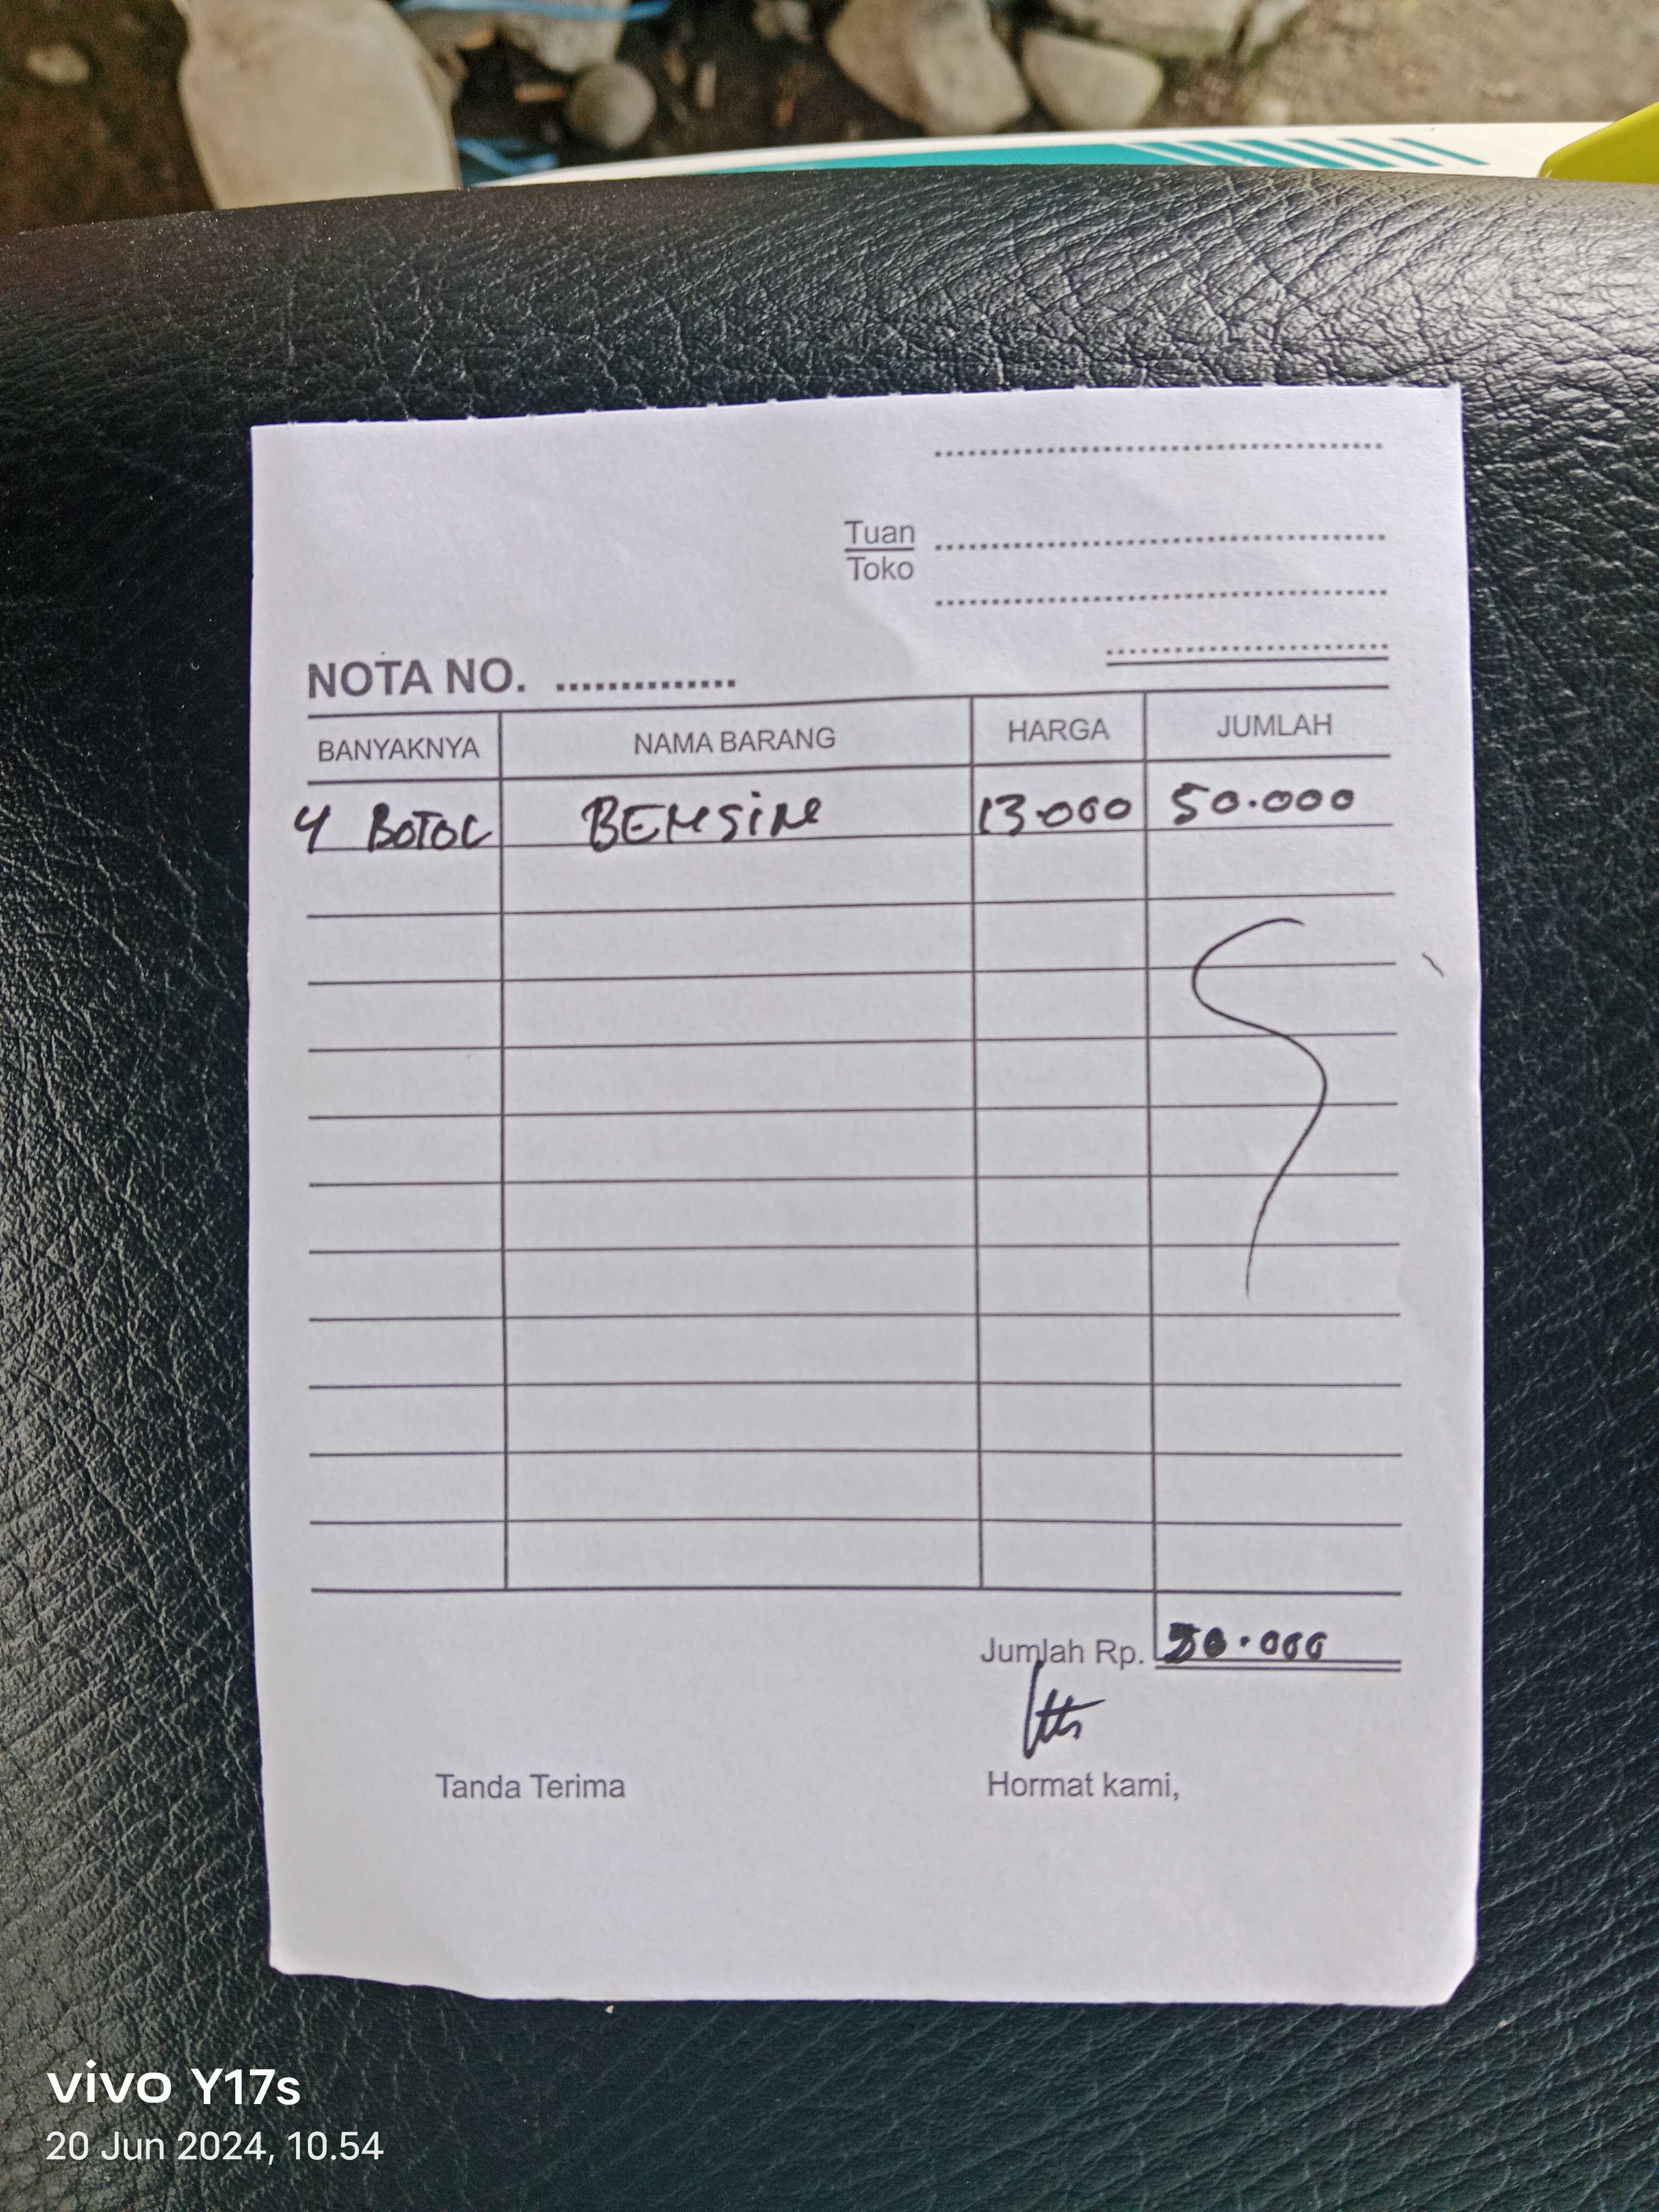 Tuan
Toko
NOTA NO.
BANYAKNYA NAMA BARANG HARGA JUMLAH
4 BOTOL BENSIN 13.000 50.000
Jumlah Rp. 50.000
Tanda Terima Hormat kami,
vivo Y17s
20 Jun 2024, 10.54